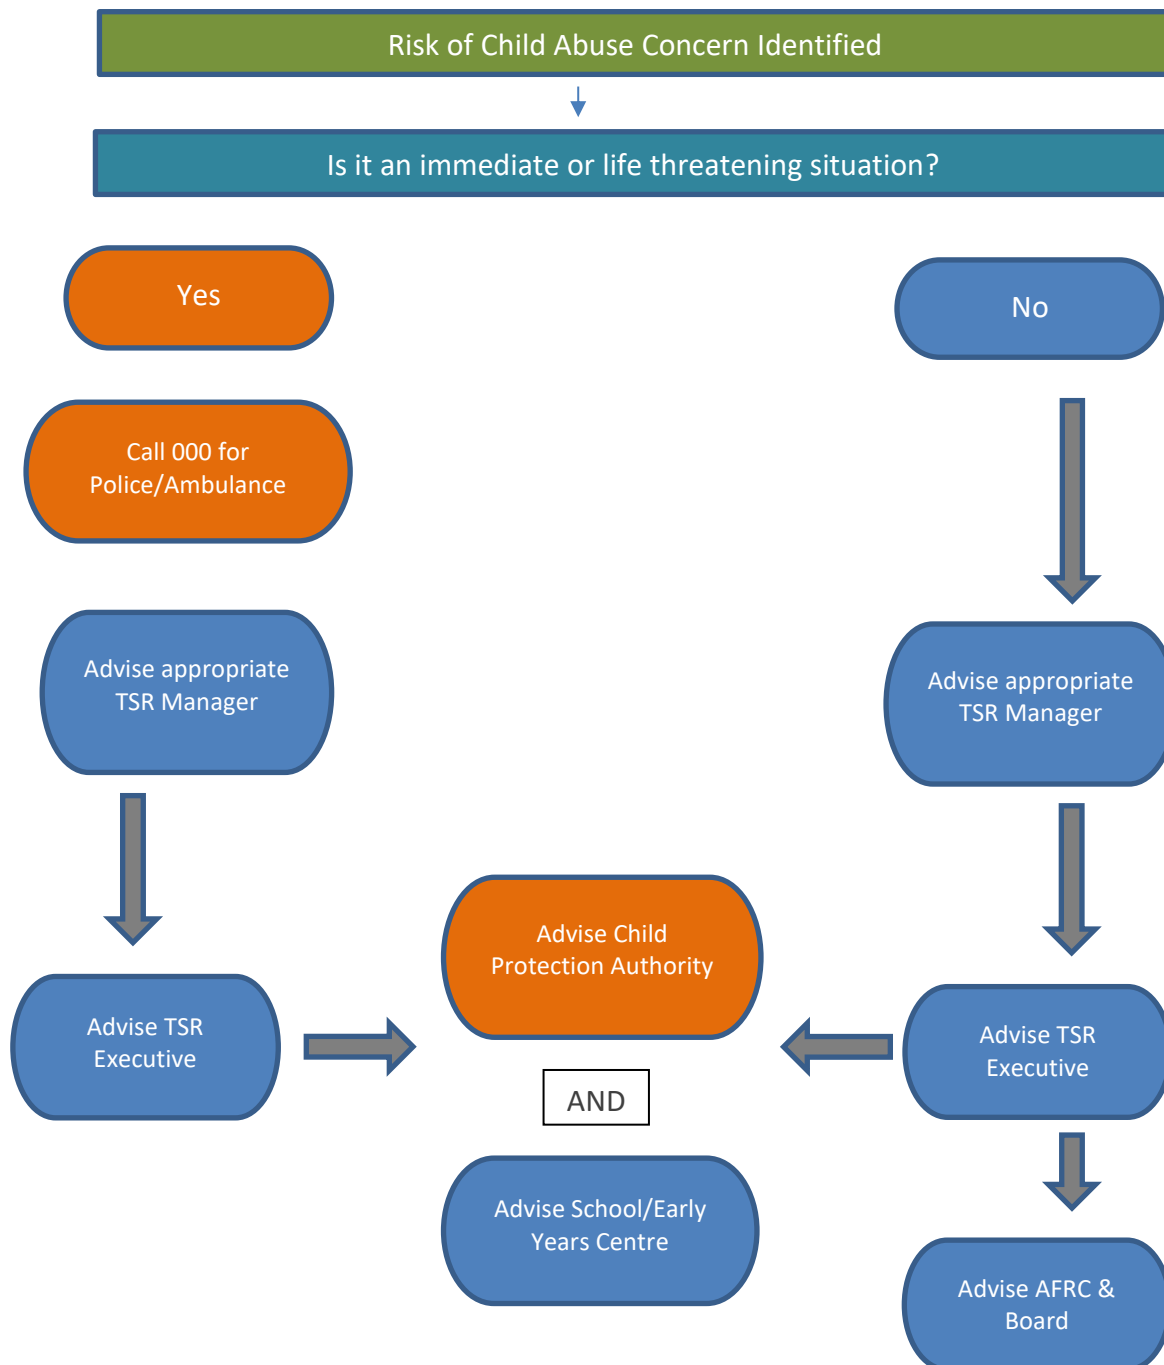 Risk of Child Abuse Concern Identified
Is it an immediate or life threatening situation?
Yes
No
Call 000 for
Police/Ambulance
Advise appropriate
TSR Manager
Advise appropriate
TSR Manager
Advise Child
Protection Authority
Advise TSR
Executive
Advise TSR
Executive
AND
Advise School/Early
Years Centre
Advise AFRC &
Board